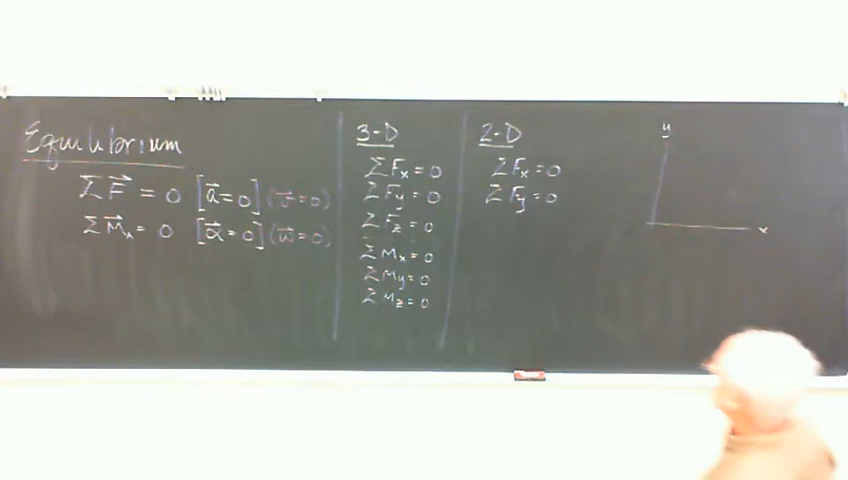 Equilibrium
ΣF⃗ = 0 [a⃗=0] (v⃗=0)
ΣM⃗ₐ = 0 [α⃗=0] (ω⃗=0)
3-D
ΣFx = 0
ΣFy = 0
ΣFz = 0
ΣMx = 0
ΣMy = 0
ΣMz = 0
2-D
ΣFx = 0
ΣFy = 0
y
x